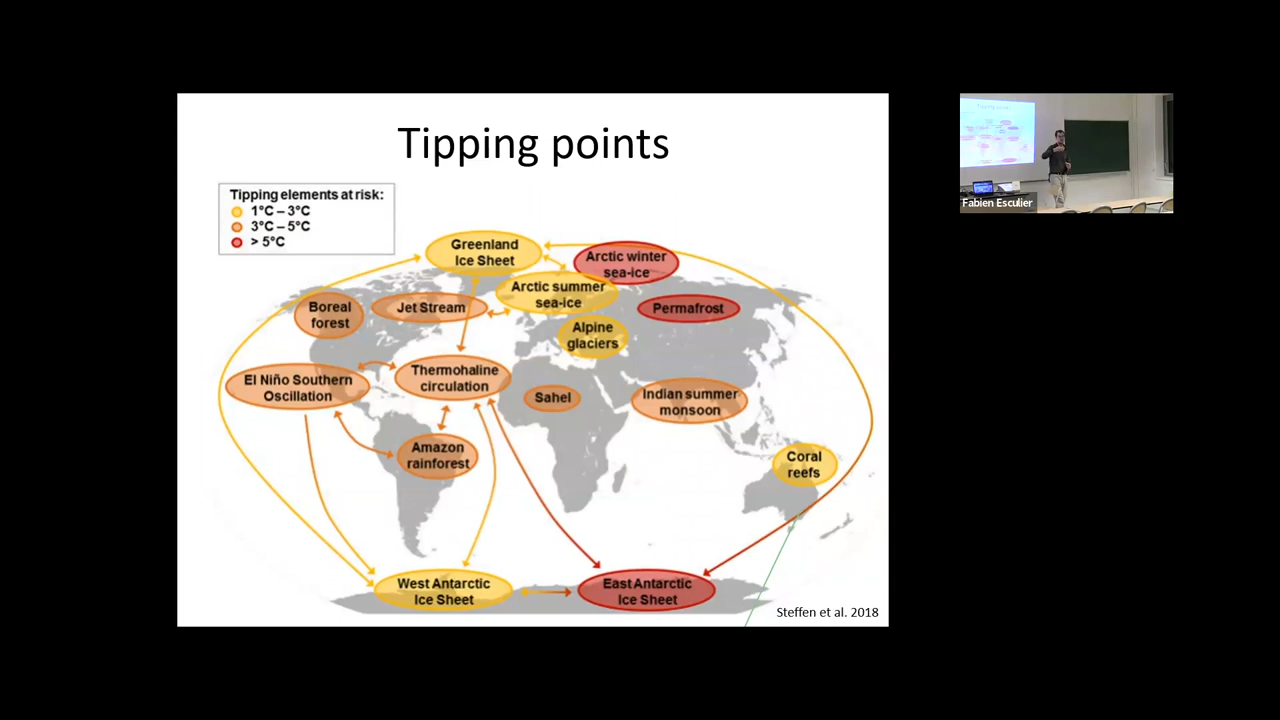 Tipping points
Tipping elements at risk:
1°C – 3°C
3°C – 5°C
> 5°C
Greenland
Ice Sheet
Arctic winter
sea-ice
Arctic summer
sea-ice
Boreal
forest
Jet Stream
Permafrost
Alpine
glaciers
El Niño Southern
Oscillation
Thermohaline
circulation
Sahel
Indian summer
monsoon
Amazon
rainforest
Coral
reefs
West Antarctic
Ice Sheet
East Antarctic
Ice Sheet
Steffen et al. 2018
Tipping points
Fabien Esculier